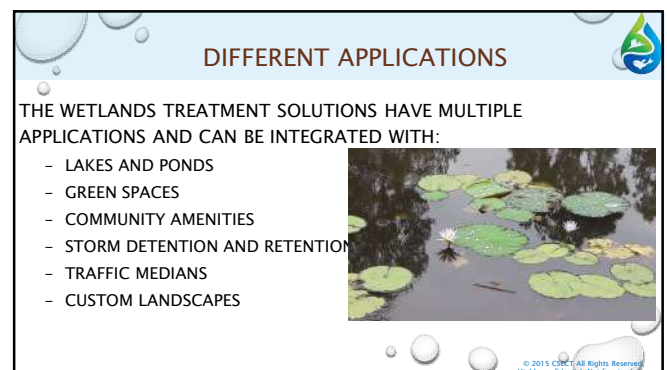 DIFFERENT APPLICATIONS
THE WETLANDS TREATMENT SOLUTIONS HAVE MULTIPLE
APPLICATIONS AND CAN BE INTEGRATED WITH:
– LAKES AND PONDS
– GREEN SPACES
– COMMUNITY AMENITIES
– STORM DETENTION AND RETENTION
– TRAFFIC MEDIANS
– CUSTOM LANDSCAPES
© 2015 CSECT All Rights Reserved.